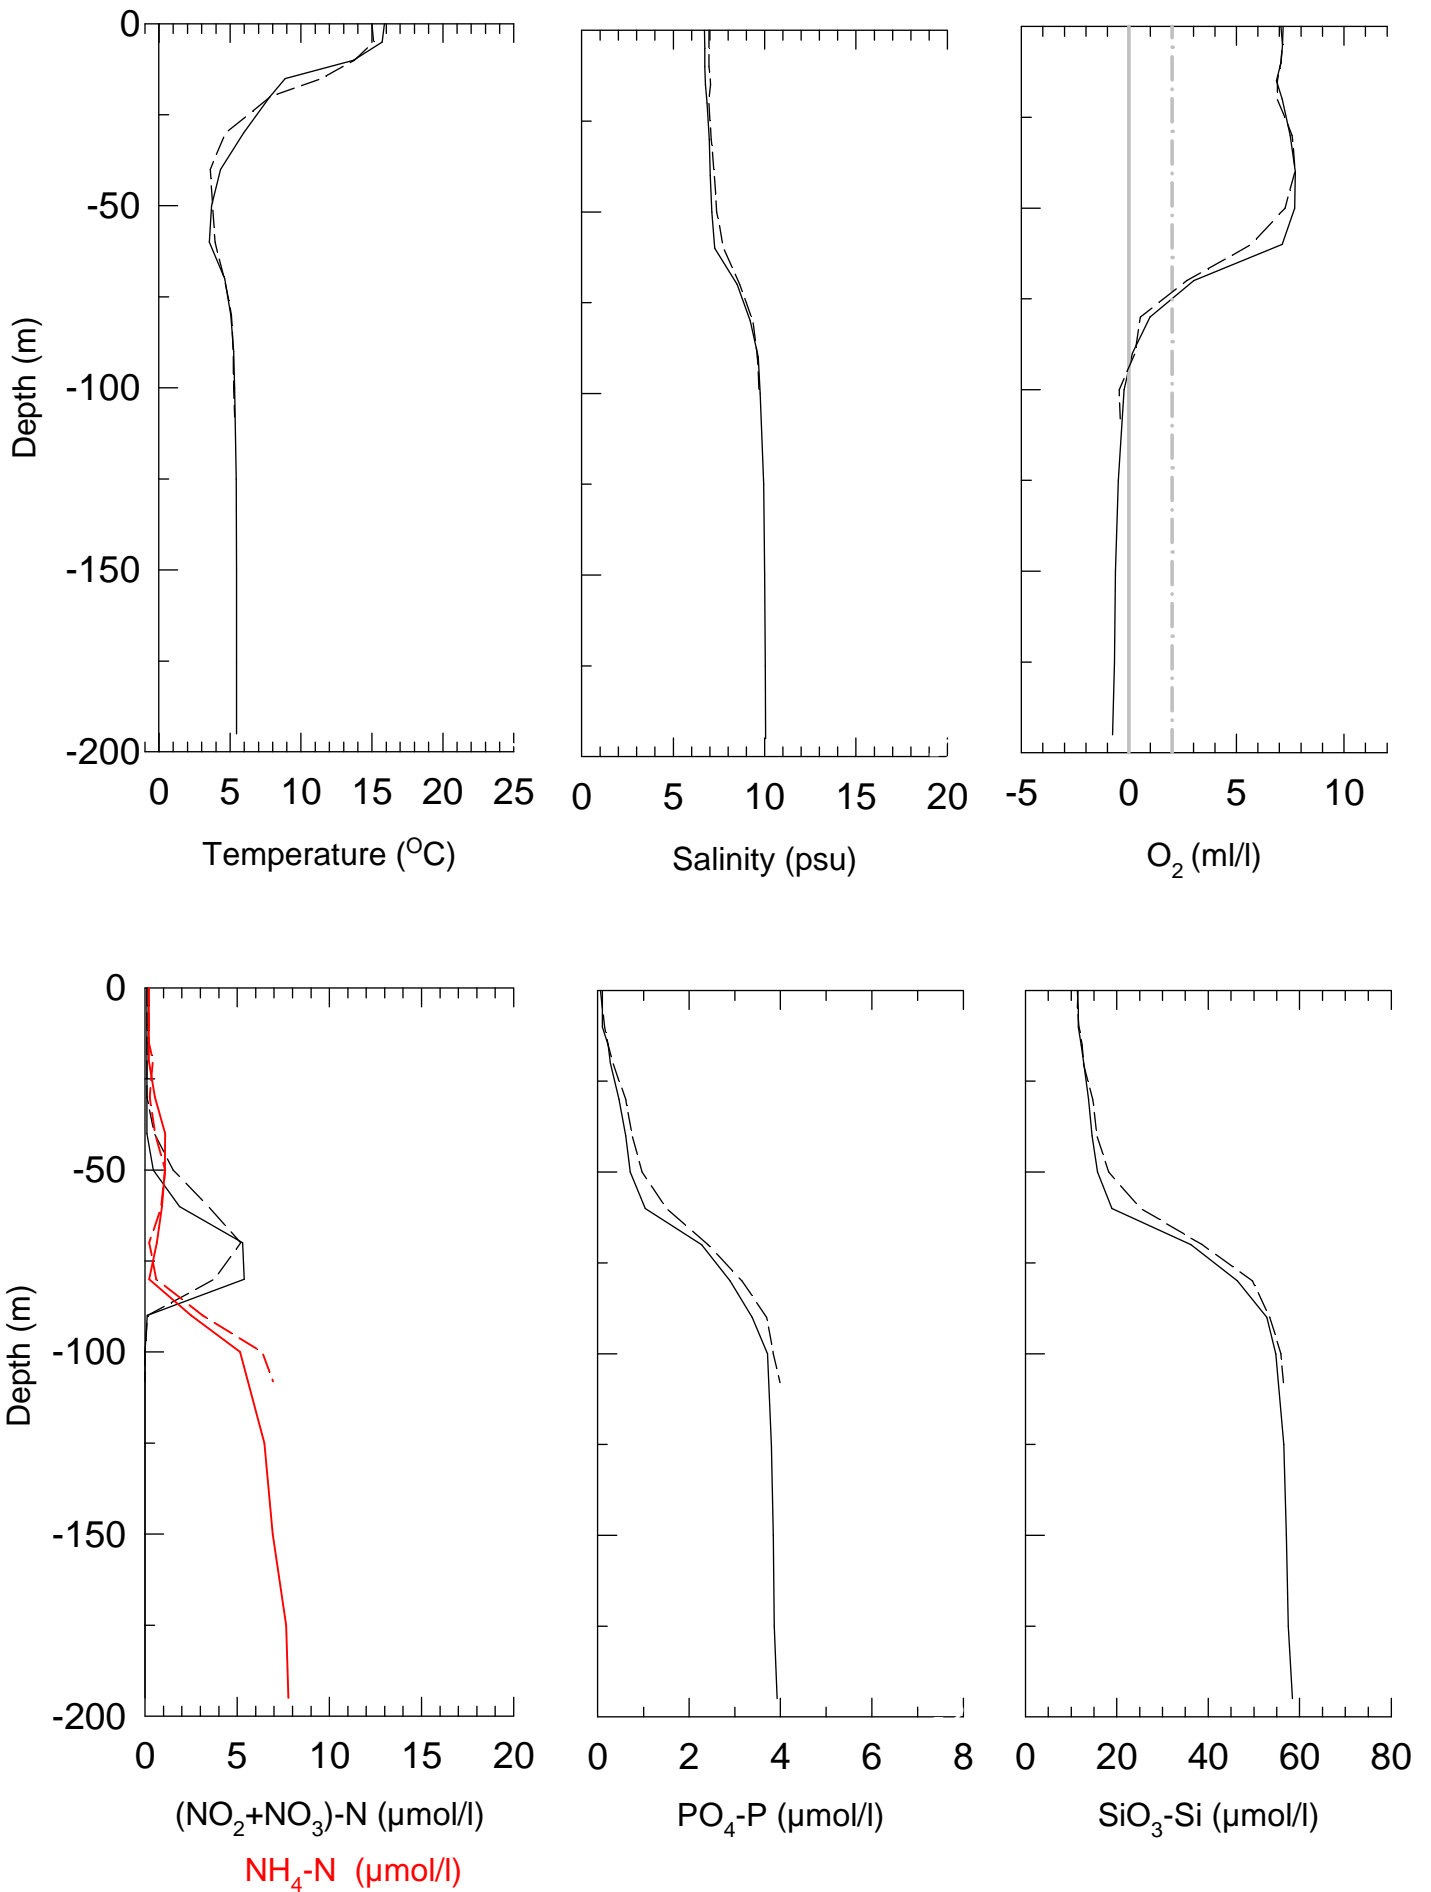 0
-50
-100
-150
-200
Depth (m)
0 5 10 15 20 25
Temperature (°C)
0 5 10 15 20
Salinity (psu)
-5 0 5 10
O2 (ml/l)
0
-50
-100
-150
-200
Depth (m)
0 5 10 15 20
(NO2+NO3)-N (µmol/l)
NH4-N (µmol/l)
0 2 4 6 8
PO4-P (µmol/l)
0 20 40 60 80
SiO3-Si (µmol/l)